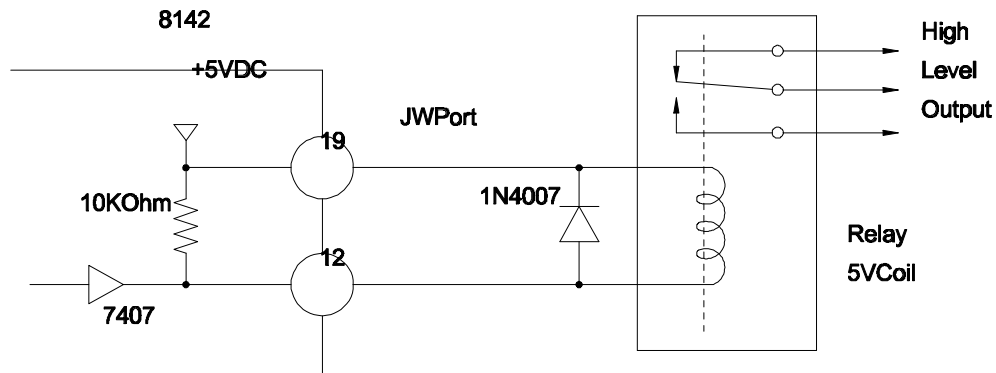 8142
+5VDC
19
JWPort
High
Level
Output
10KOhm
1N4007
12
7407
Relay
5VCoil